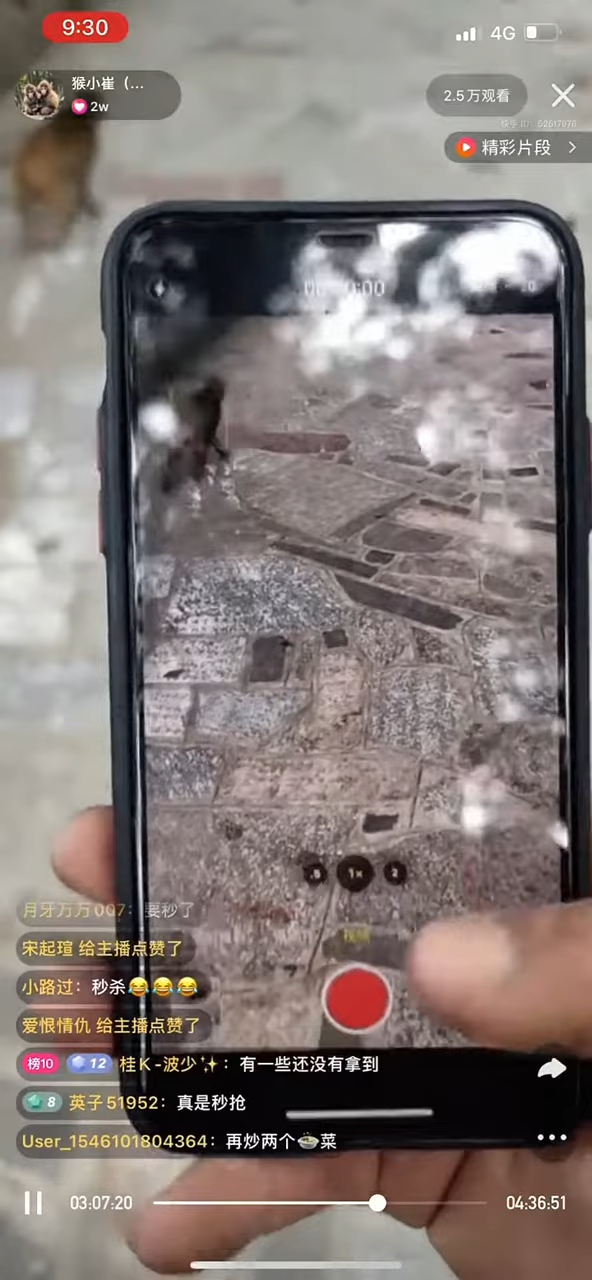 9:30
4G
猴小崔（...
2w
2.5万观看
快手 ID: 52617976
精彩片段
月牙万万007：要秒了
宋起瑄 给主播点赞了
小路过：秒杀😂😂😂
爱恨情仇 给主播点赞了
榜10 12 桂K-波少✨：有一些还没有拿到
8 英子51952：真是秒抢
User_1546101804364：再炒两个🍲菜
03:07:20
04:36:51